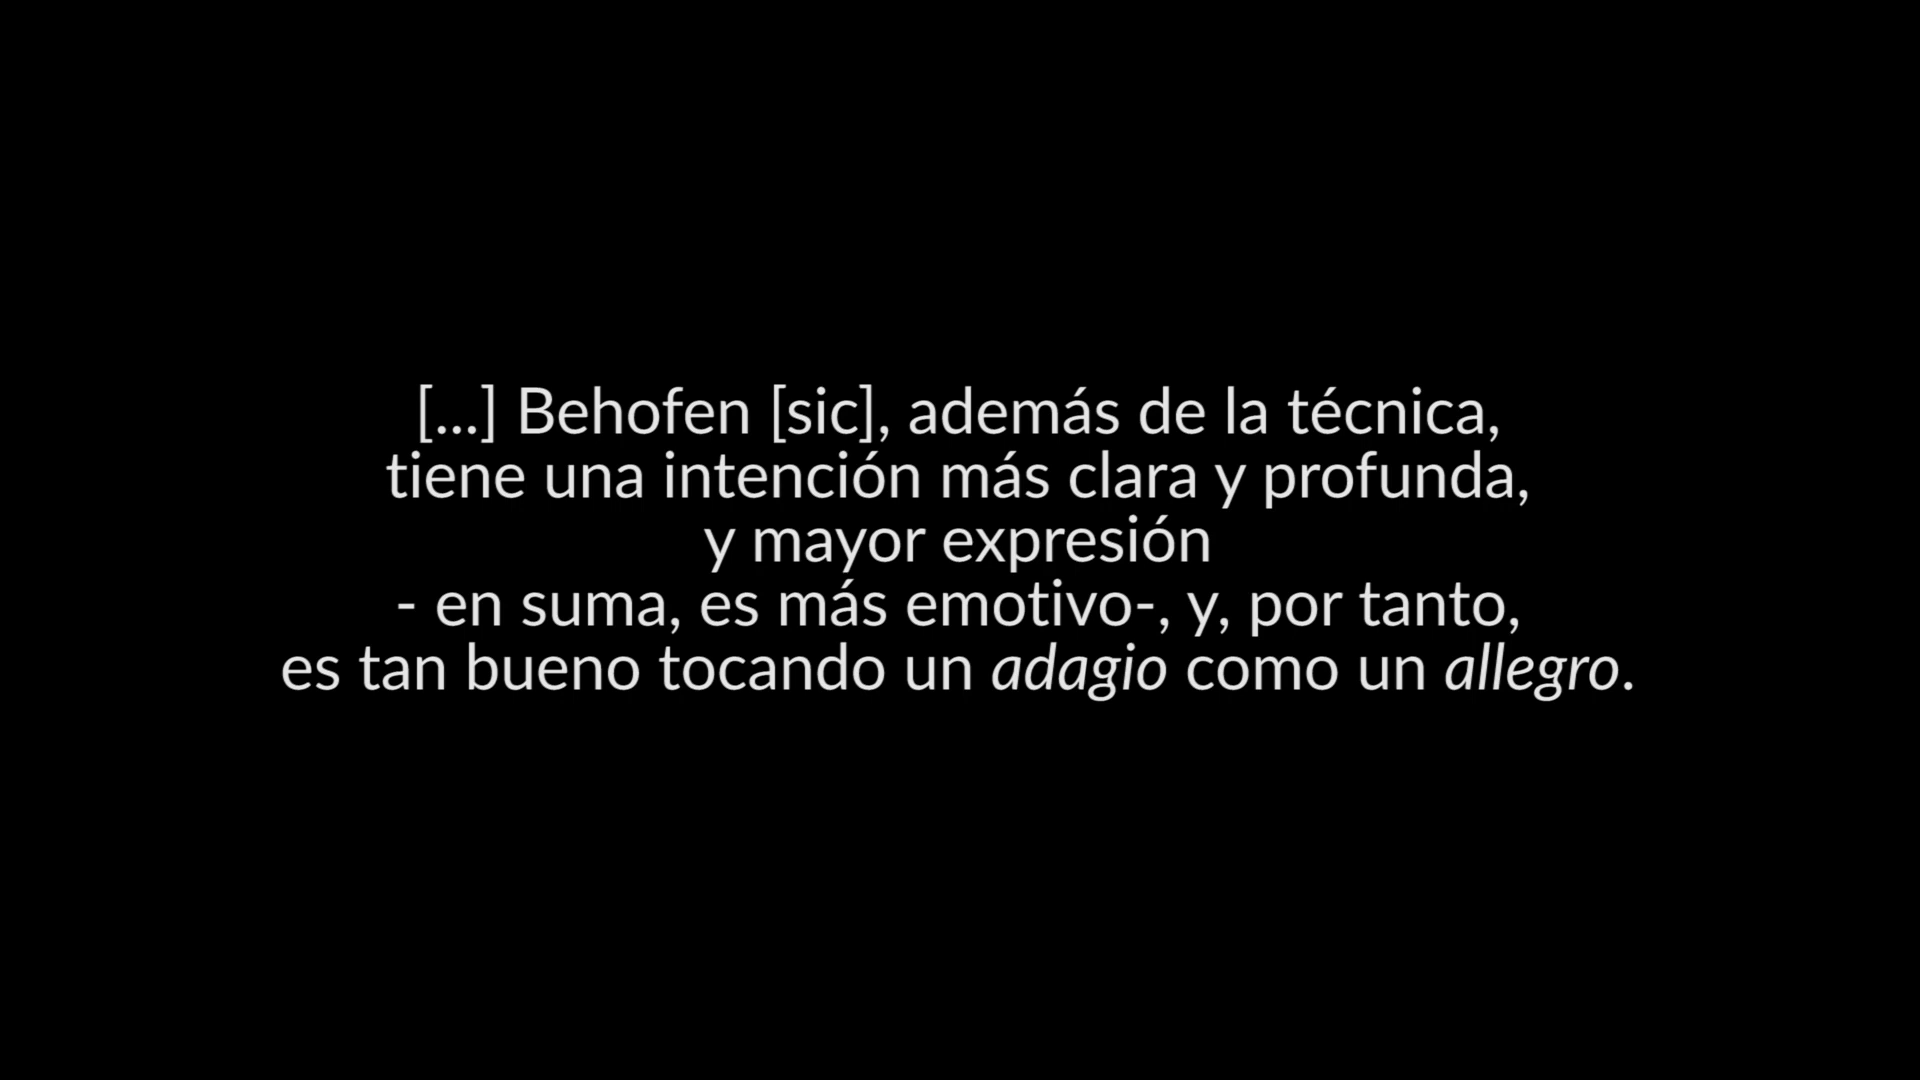 [...] Behofen [sic], además de la técnica,
tiene una intención más clara y profunda,
y mayor expresión
- en suma, es más emotivo-, y, por tanto,
es tan bueno tocando un adagio como un allegro.